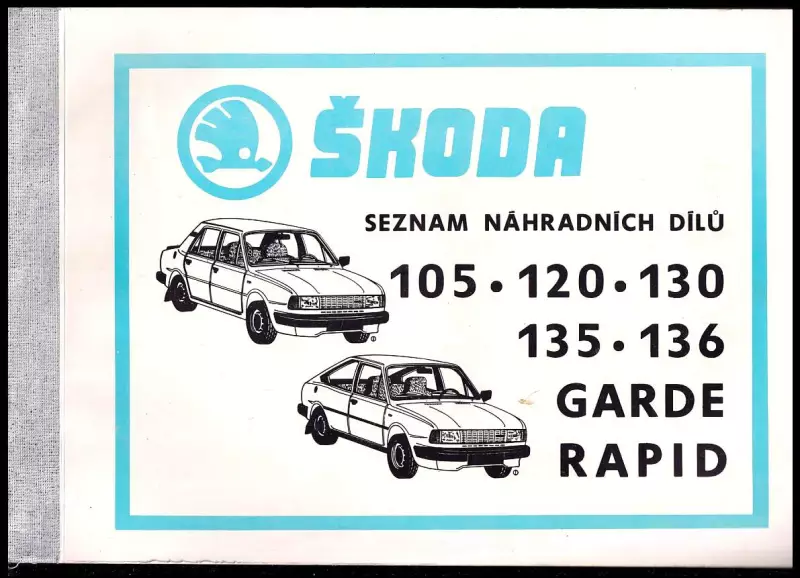 ŠKODA
SEZNAM NÁHRADNÍCH DÍLŮ
105 • 120 • 130
135 • 136
GARDE
RAPID